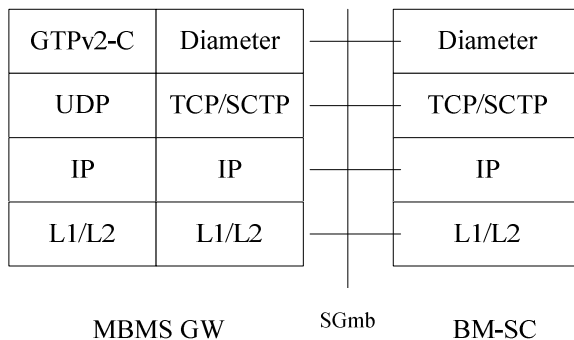 GTPv2-C Diameter Diameter
UDP TCP/SCTP TCP/SCTP
IP IP IP
L1/L2 L1/L2 L1/L2
SGmb
MBMS GW BM-SC